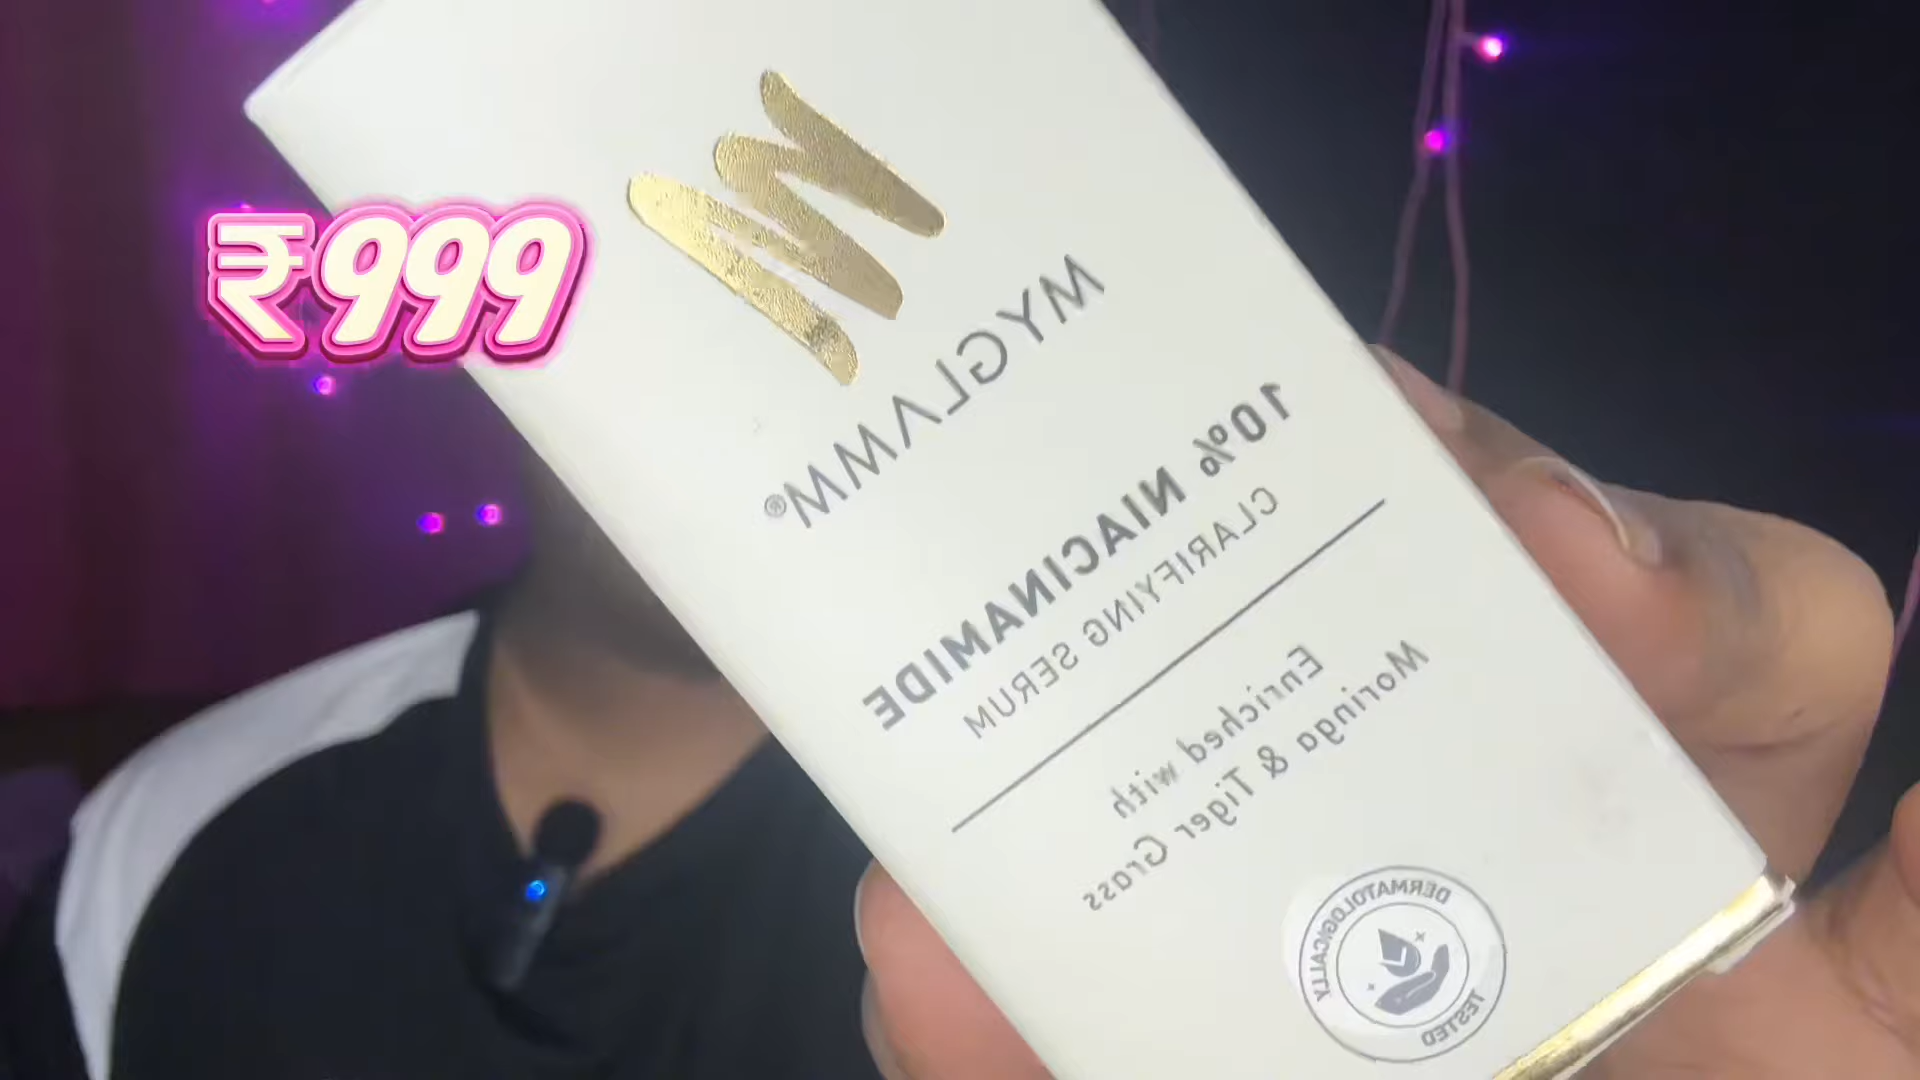 ₹999
MYGLAMM®
10% NIACINAMIDE
CLARIFYING SERUM
Enriched with
Moringa & Tiger Grass
DERMATOLOGICALLY
TESTED